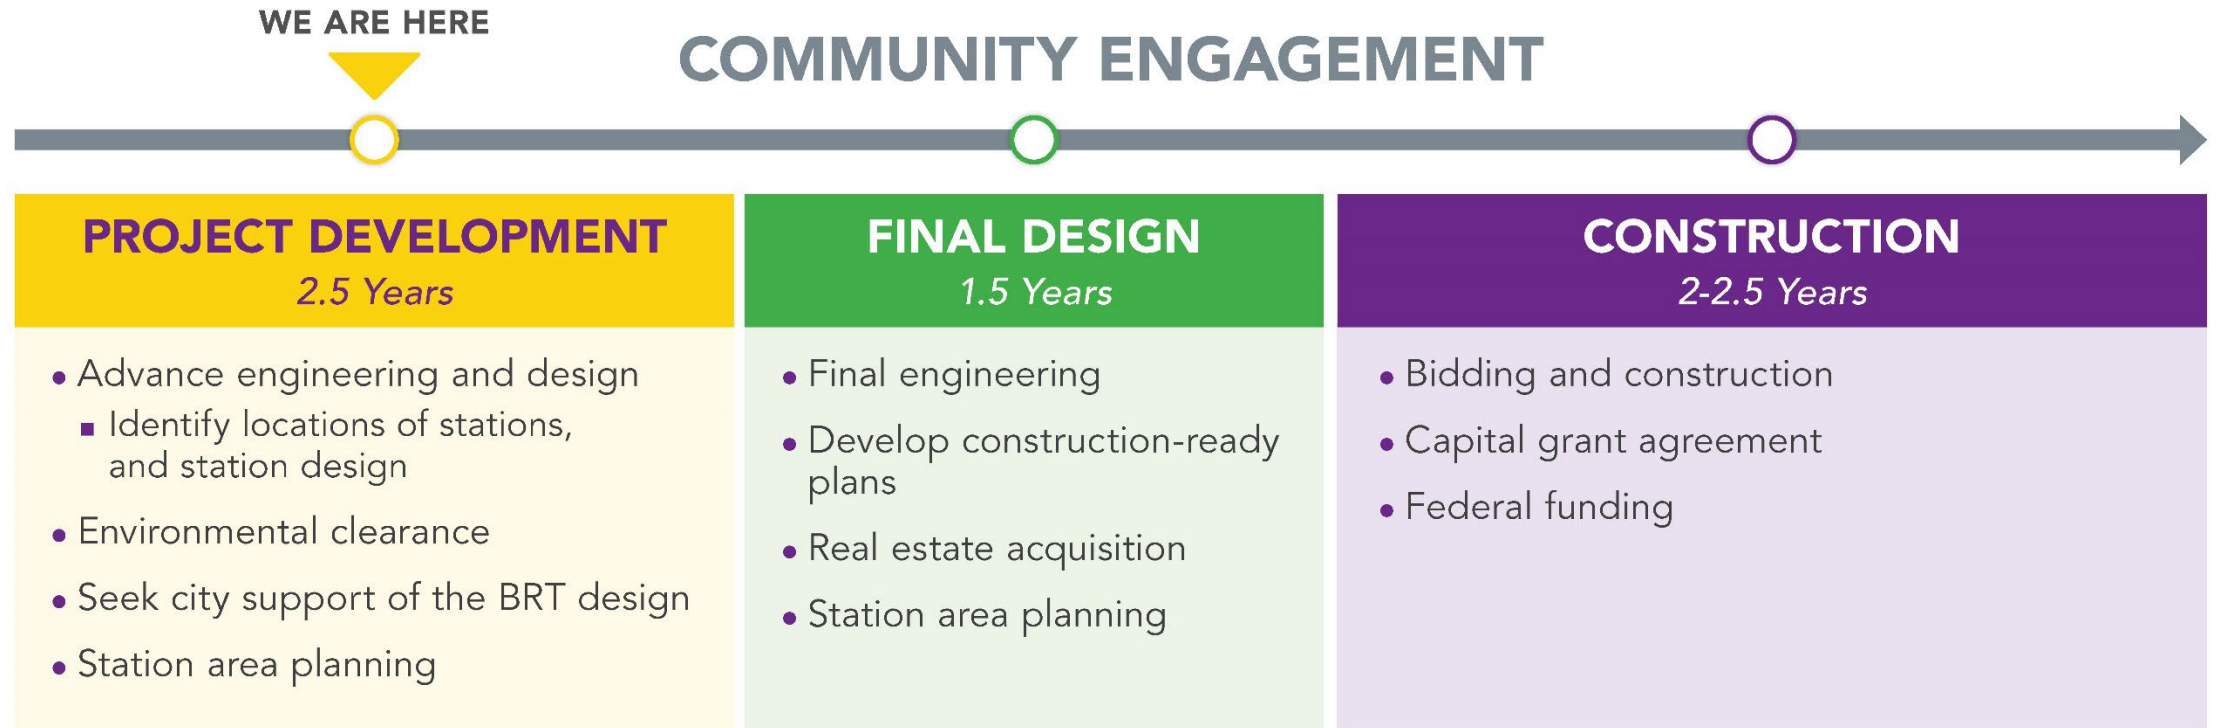 WE ARE HERE
COMMUNITY ENGAGEMENT
PROJECT DEVELOPMENT
2.5 Years
• Advance engineering and design
▪ Identify locations of stations,
and station design
• Environmental clearance
• Seek city support of the BRT design
• Station area planning
FINAL DESIGN
1.5 Years
• Final engineering
• Develop construction-ready
plans
• Real estate acquisition
• Station area planning
CONSTRUCTION
2-2.5 Years
• Bidding and construction
• Capital grant agreement
• Federal funding